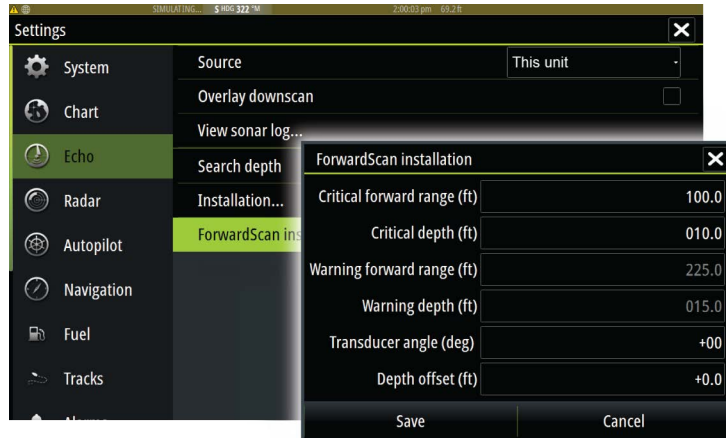 SIMULATING... S HDG 322 °M 2:00:03 pm 69.2 ft
Settings
System
Chart
Echo
Radar
Autopilot
Navigation
Fuel
Tracks
Source
This unit
Overlay downscan
View sonar log...
Search depth
Installation...
ForwardScan ins
ForwardScan installation
Critical forward range (ft) 100.0
Critical depth (ft) 010.0
Warning forward range (ft) 225.0
Warning depth (ft) 015.0
Transducer angle (deg) +00
Depth offset (ft) +0.0
Save Cancel